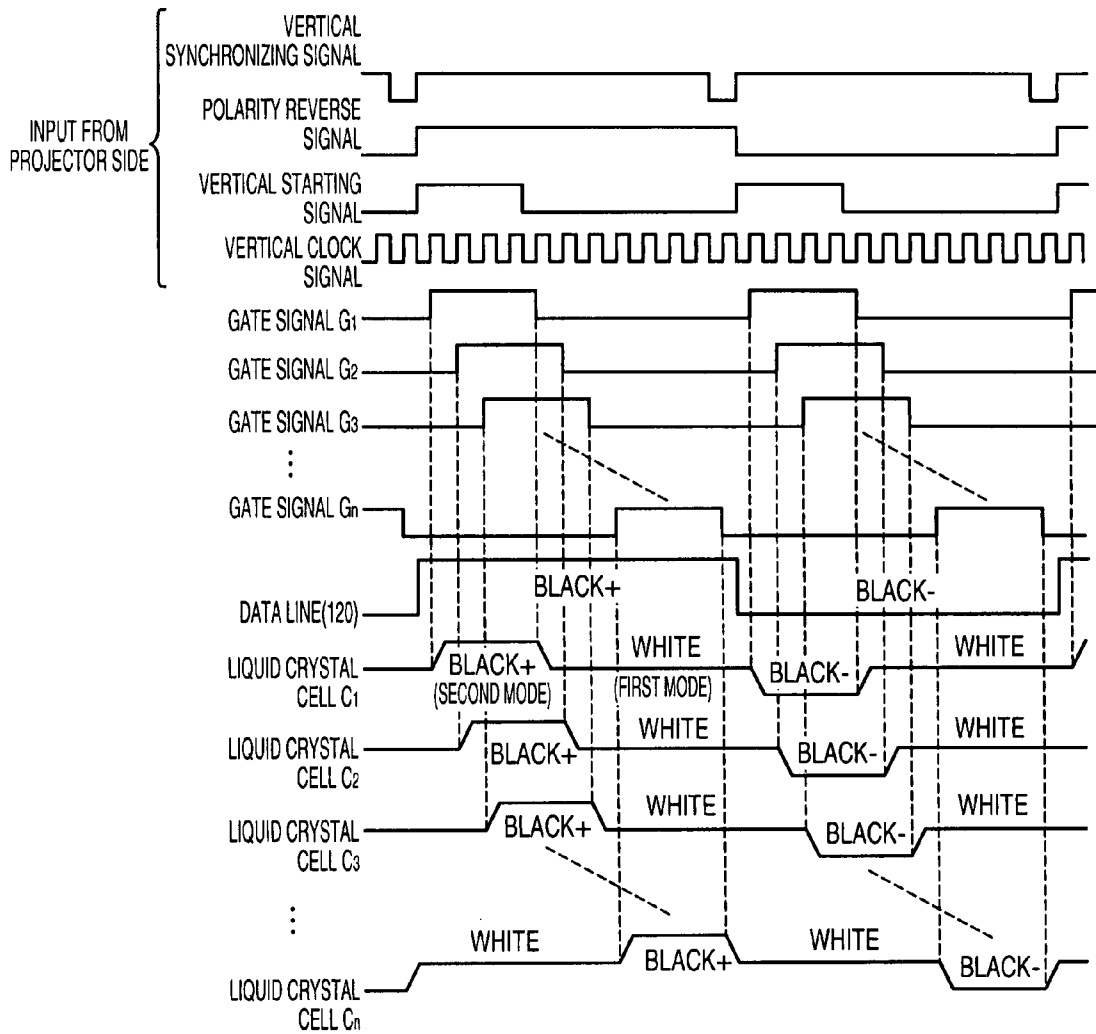 VERTICAL
SYNCHRONIZING SIGNAL
POLARITY REVERSE
SIGNAL
INPUT FROM
PROJECTOR SIDE
VERTICAL STARTING
SIGNAL
VERTICAL CLOCK
SIGNAL
GATE SIGNAL G1
GATE SIGNAL G2
GATE SIGNAL G3
GATE SIGNAL Gn
BLACK+ BLACK-
DATA LINE(120)
LIQUID CRYSTAL
CELL C1
BLACK+
(SECOND MODE)
WHITE
(FIRST MODE)
BLACK-
WHITE
LIQUID CRYSTAL
CELL C2
BLACK+ WHITE BLACK- WHITE
LIQUID CRYSTAL
CELL C3
BLACK+ WHITE BLACK- WHITE
LIQUID CRYSTAL
CELL Cn
WHITE BLACK+ WHITE BLACK-